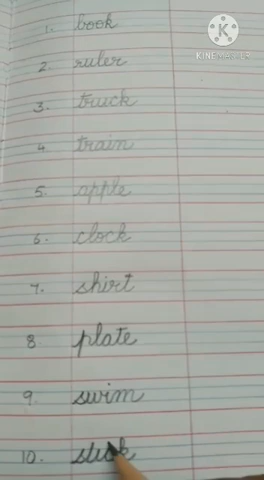 KINEMASTER
1. book
2. ruler
3. truck
4. train
5. apple
6. clock
7. shirt
8. plate
9. swim
10.